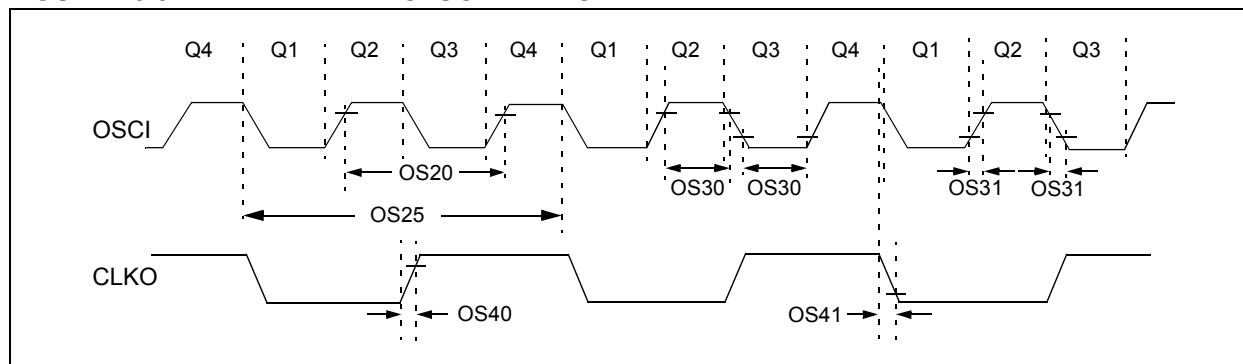 Q4 Q1 Q2 Q3 Q4 Q1 Q2 Q3 Q4 Q1 Q2 Q3
OSCI
OS20 OS30 OS30 OS31 OS31
OS25
CLKO
OS40 OS41